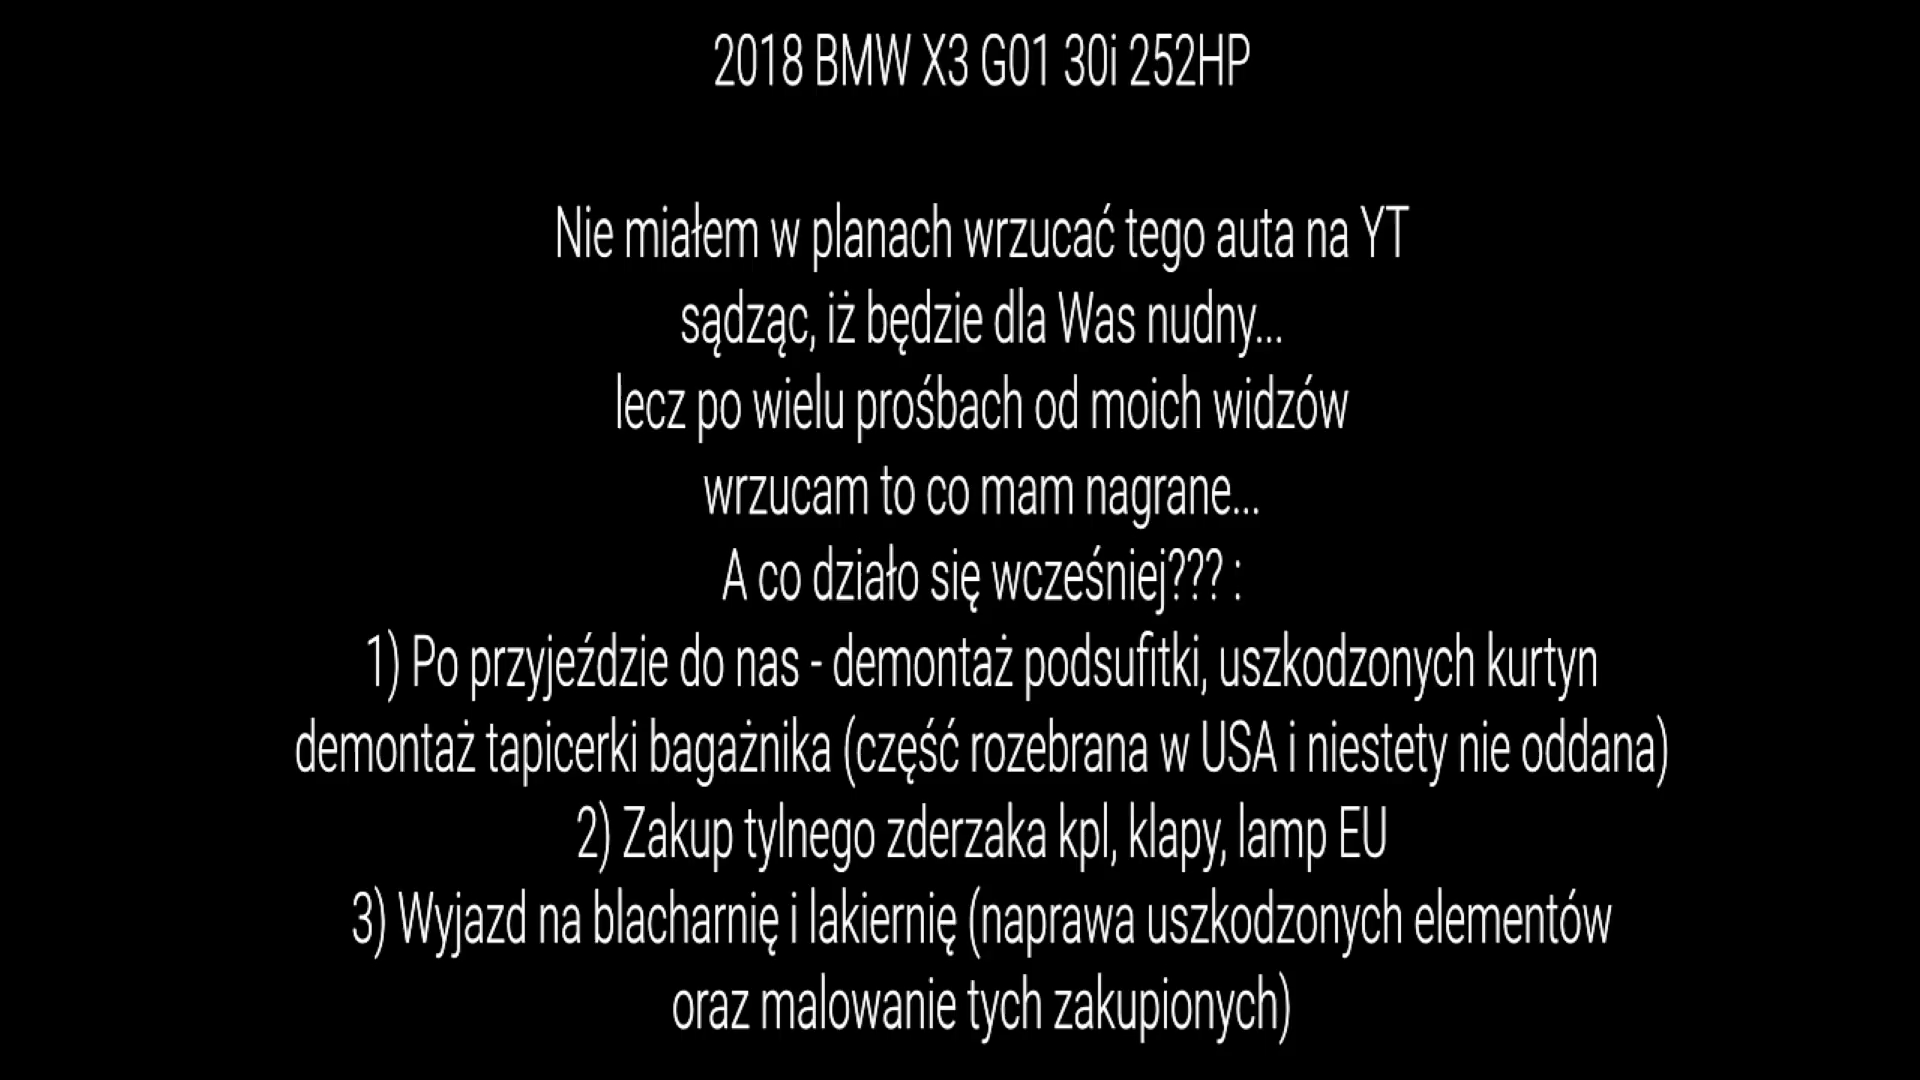 2018 BMW X3 G01 30i 252HP
Nie miałem w planach wrzucać tego auta na YT
sądząc, iż będzie dla Was nudny...
lecz po wielu prośbach od moich widzów
wrzucam to co mam nagrane...
A co działo się wcześniej??? :
1) Po przyjeździe do nas - demontaż podsufitki, uszkodzonych kurtyn
demontaż tapicerki bagażnika (część rozebrana w USA i niestety nie oddana)
2) Zakup tylnego zderzaka kpl, klapy, lamp EU
3) Wyjazd na blacharnię i lakiernię (naprawa uszkodzonych elementów
oraz malowanie tych zakupionych)